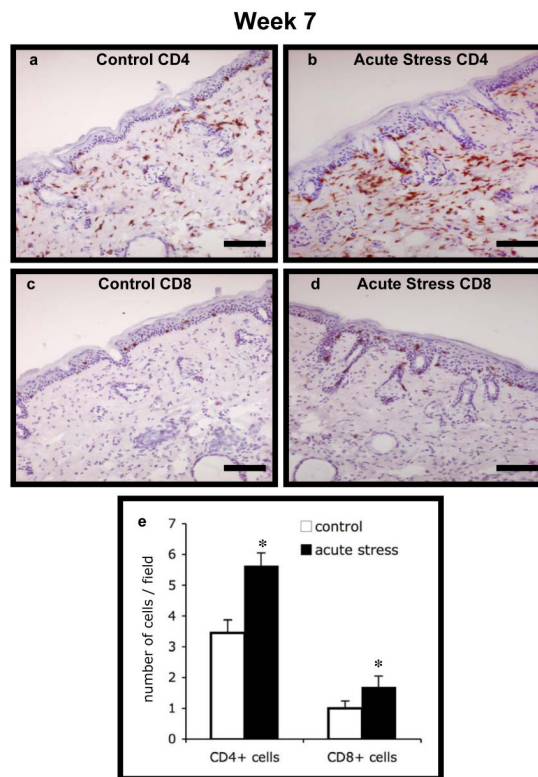 Week 7
a Control CD4
b Acute Stress CD4
c Control CD8
d Acute Stress CD8
e
control
acute stress
number of cells / field
7
6
5
4
3
2
1
0
*
*
CD4+ cells
CD8+ cells